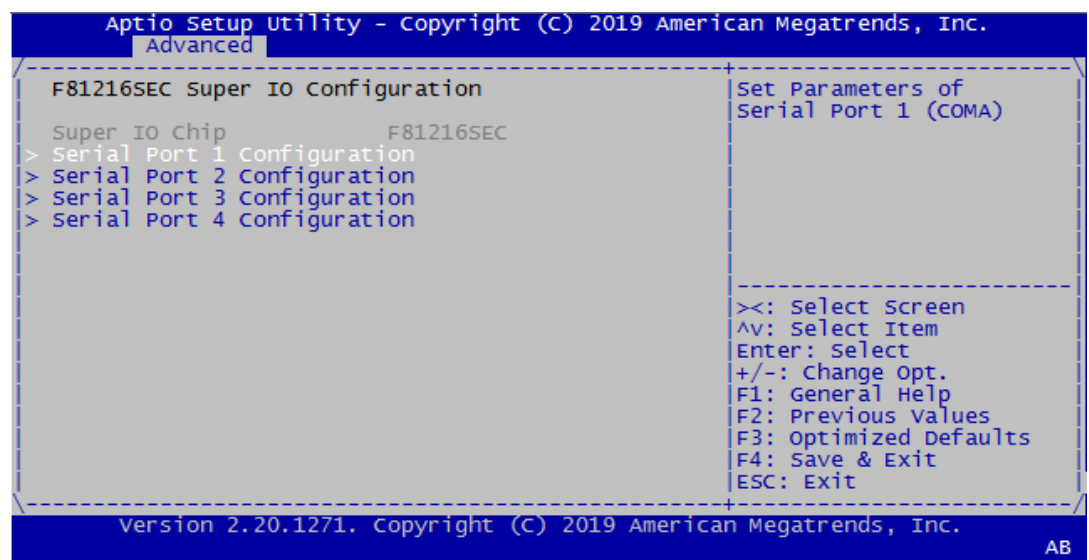 Aptio Setup Utility - Copyright (C) 2019 American Megatrends, Inc.
Advanced
F81216SEC Super IO Configuration
Super IO Chip F81216SEC
> Serial Port 1 Configuration
> Serial Port 2 Configuration
> Serial Port 3 Configuration
> Serial Port 4 Configuration
Set Parameters of
Serial Port 1 (COMA)
><: Select Screen
^v: Select Item
Enter: Select
+/-: Change Opt.
F1: General Help
F2: Previous Values
F3: Optimized Defaults
F4: Save & Exit
ESC: Exit
Version 2.20.1271. Copyright (C) 2019 American Megatrends, Inc.
AB